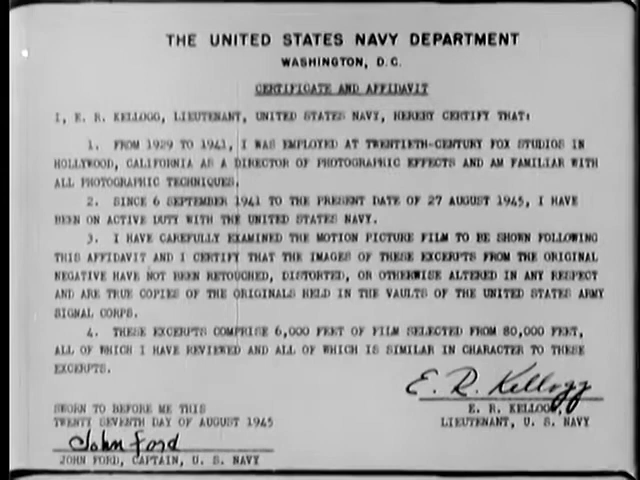 THE UNITED STATES NAVY DEPARTMENT
WASHINGTON, D.C.
CERTIFICATE AND AFFIDAVIT
I, E. R. KELLOGG, LIEUTENANT, UNITED STATES NAVY, HEREBY CERTIFY THAT:
1. FROM 1929 TO 1941, I WAS EMPLOYED AT TWENTIETH-CENTURY FOX STUDIOS IN
HOLLYWOOD, CALIFORNIA AS A DIRECTOR OF PHOTOGRAPHIC EFFECTS AND AM FAMILIAR WITH
ALL PHOTOGRAPHIC TECHNIQUES.
2. SINCE 6 SEPTEMBER 1941 TO THE PRESENT DATE OF 27 AUGUST 1945, I HAVE
BEEN ON ACTIVE DUTY WITH THE UNITED STATES NAVY.
3. I HAVE CAREFULLY EXAMINED THE MOTION PICTURE FILM TO BE SHOWN FOLLOWING
THIS AFFIDAVIT AND I CERTIFY THAT THE IMAGES OF THESE EXCERPTS FROM THE ORIGINAL
NEGATIVE HAVE NOT BEEN RETOUCHED, DISTORTED, OR OTHERWISE ALTERED IN ANY RESPECT
AND ARE TRUE COPIES OF THE ORIGINALS HELD IN THE VAULTS OF THE UNITED STATES ARMY
SIGNAL CORPS.
4. THESE EXCERPTS COMPRISE 6,000 FEET OF FILM SELECTED FROM 80,000 FEET,
ALL OF WHICH I HAVE REVIEWED AND ALL OF WHICH IS SIMILAR IN CHARACTER TO THESE
EXCERPTS.
E. R. Kellogg
E. R. KELLOGG,
LIEUTENANT, U. S. NAVY
SWORN TO BEFORE ME THIS
TWENTY SEVENTH DAY OF AUGUST 1945
John Ford
JOHN FORD, CAPTAIN, U. S. NAVY